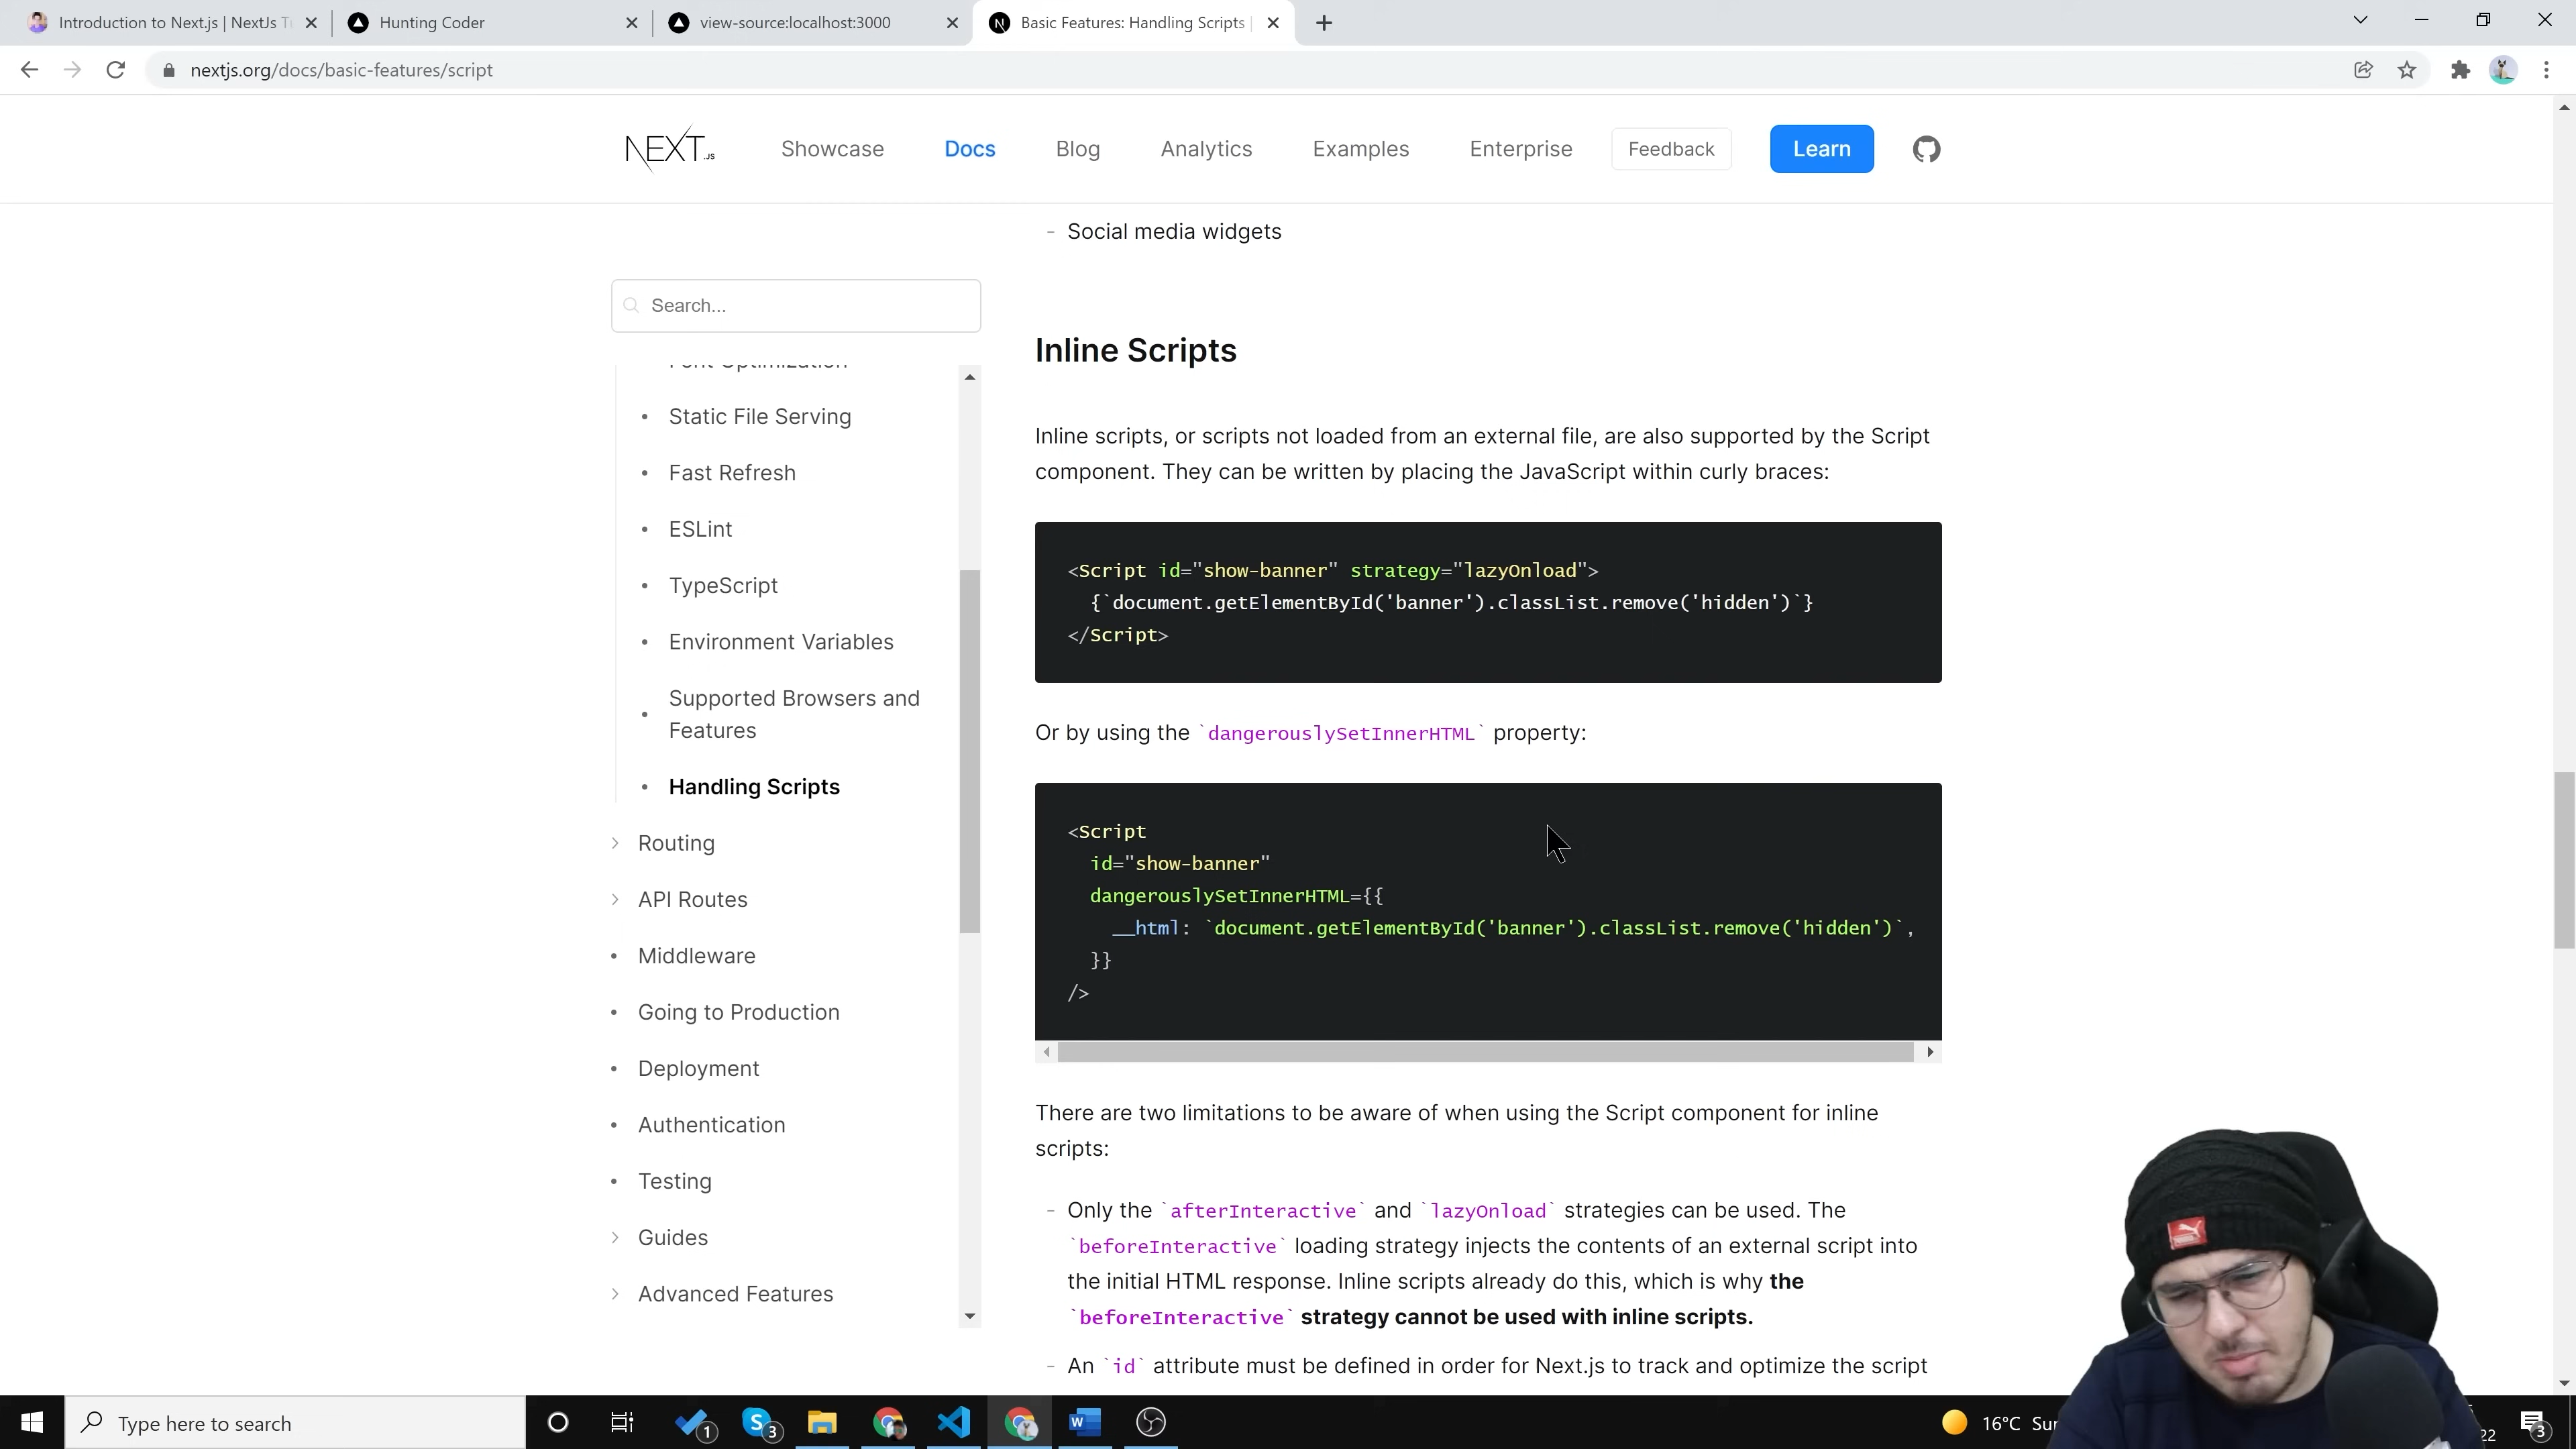 Introduction to Next.js | NextJs T
Hunting Coder
view-source:localhost:3000
Basic Features: Handling Scripts |
nextjs.org/docs/basic-features/script
NEXT.JS
Showcase
Docs
Blog
Analytics
Examples
Enterprise
Feedback
Learn
Search...
Font Optimization
Static File Serving
Fast Refresh
ESLint
TypeScript
Environment Variables
Supported Browsers and
Features
Handling Scripts
Routing
API Routes
Middleware
Going to Production
Deployment
Authentication
Testing
Guides
Advanced Features
- Social media widgets
Inline Scripts
Inline scripts, or scripts not loaded from an external file, are also supported by the Script
component. They can be written by placing the JavaScript within curly braces:
<Script id="show-banner" strategy="lazyOnload">
{`document.getElementById('banner').classList.remove('hidden')`}
</Script>
Or by using the `dangerouslySetInnerHTML` property:
<Script
id="show-banner"
dangerouslySetInnerHTML={{
__html: `document.getElementById('banner').classList.remove('hidden')`,
}}
/>
There are two limitations to be aware of when using the Script component for inline
scripts:
- Only the `afterInteractive` and `lazyOnload` strategies can be used. The
`beforeInteractive` loading strategy injects the contents of an external script into
the initial HTML response. Inline scripts already do this, which is why the
`beforeInteractive` strategy cannot be used with inline scripts.
- An `id` attribute must be defined in order for Next.js to track and optimize the script
Type here to search
1
3
16°C Sun
22
3